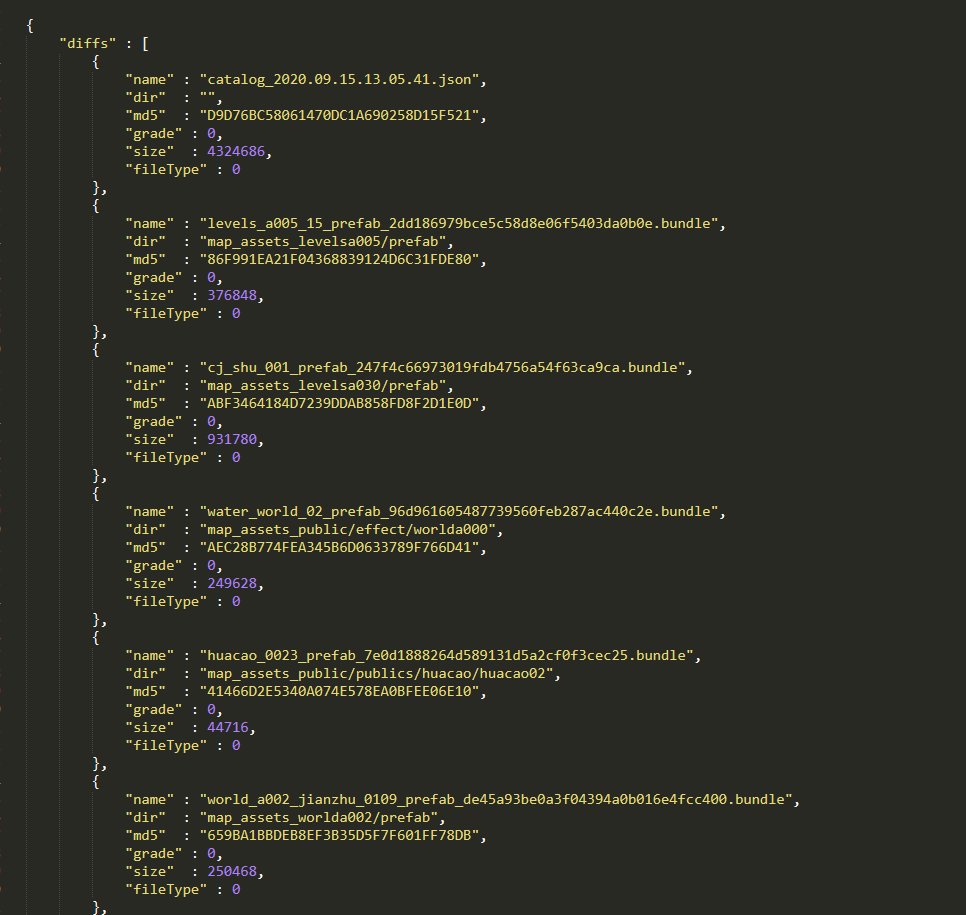 {
"diffs" : [
{
"name" : "catalog_2020.09.15.13.05.41.json",
"dir" : "",
"md5" : "D9D76BC58061470DC1A690258D15F521",
"grade" : 0,
"size" : 4324686,
"fileType" : 0
},
{
"name" : "levels_a005_15_prefab_2dd186979bce5c58d8e06f5403da0b0e.bundle",
"dir" : "map_assets_levelsa005/prefab",
"md5" : "86F991EA21F04368839124D6C31FDE80",
"grade" : 0,
"size" : 376848,
"fileType" : 0
},
{
"name" : "cj_shu_001_prefab_247f4c66973019fdb4756a54f63ca9ca.bundle",
"dir" : "map_assets_levelsa030/prefab",
"md5" : "ABF3464184D7239DDAB858FD8F2D1E0D",
"grade" : 0,
"size" : 931780,
"fileType" : 0
},
{
"name" : "water_world_02_prefab_96d961605487739560feb287ac440c2e.bundle",
"dir" : "map_assets_public/effect/worlda000",
"md5" : "AEC28B774FEA345B6D0633789F766D41",
"grade" : 0,
"size" : 249628,
"fileType" : 0
},
{
"name" : "huacao_0023_prefab_7e0d1888264d589131d5a2cf0f3cec25.bundle",
"dir" : "map_assets_public/publics/huacao/huacao02",
"md5" : "41466D2E5340A074E578EA0BFEE06E10",
"grade" : 0,
"size" : 44716,
"fileType" : 0
},
{
"name" : "world_a002_jianzhu_0109_prefab_de45a93be0a3f04394a0b016e4fcc400.bundle",
"dir" : "map_assets_worlda002/prefab",
"md5" : "659BA1BBDEB8EF3B35D5F7F601FF78DB",
"grade" : 0,
"size" : 250468,
"fileType" : 0
},